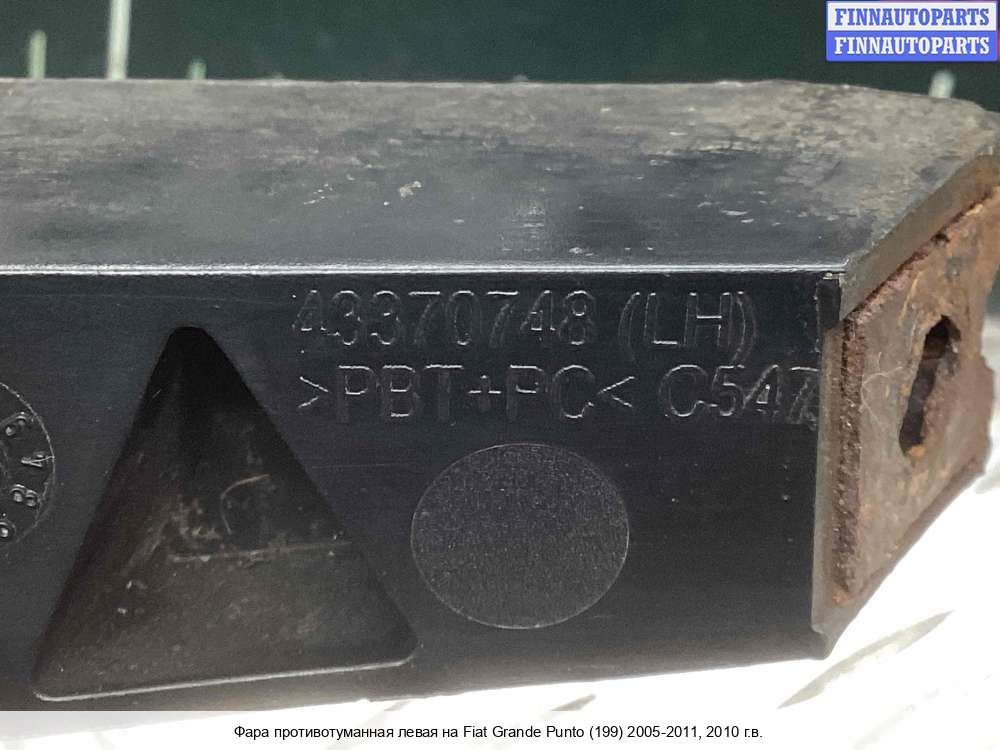 FINNAUTOPARTS
FINNAUTOPARTS
43370748 (LH)
>PBT+PC< C547
Фара противотуманная левая на Fiat Grande Punto (199) 2005-2011, 2010 г.в.